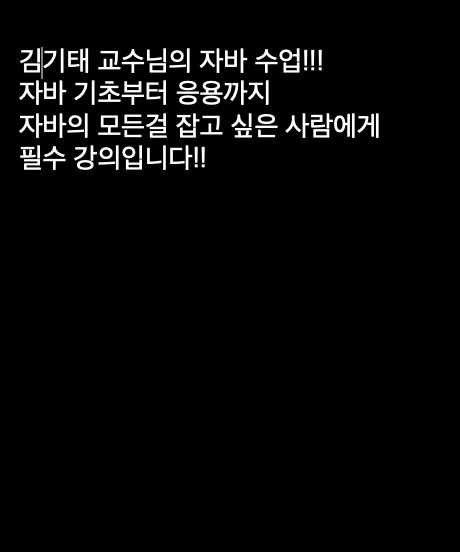 김기태 교수님의 자바 수업!!!
자바 기초부터 응용까지
자바의 모든걸 잡고 싶은 사람에게
필수 강의입니다!!